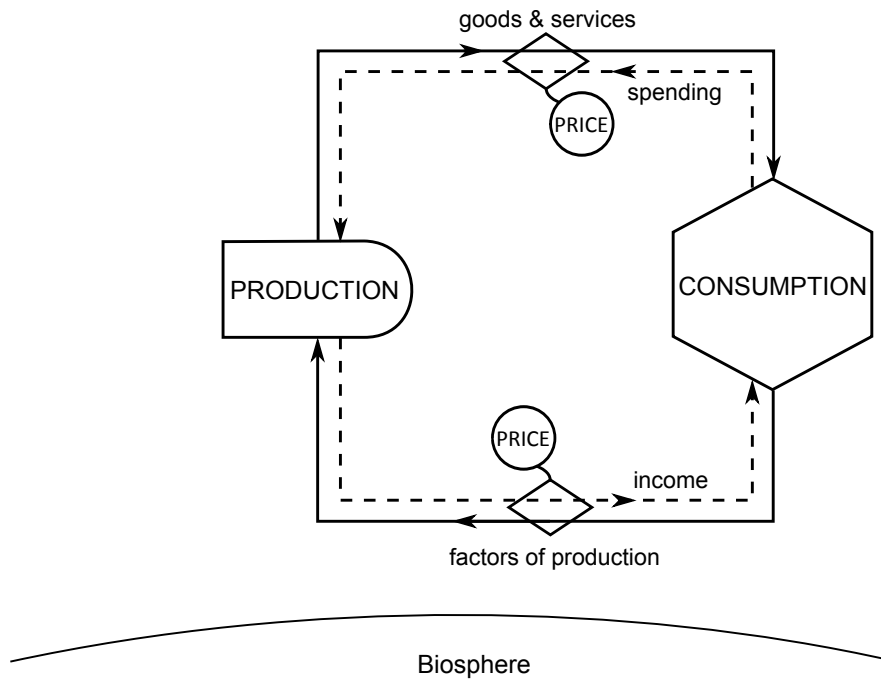 goods & services
spending
PRICE
PRODUCTION
CONSUMPTION
PRICE
income
factors of production
Biosphere